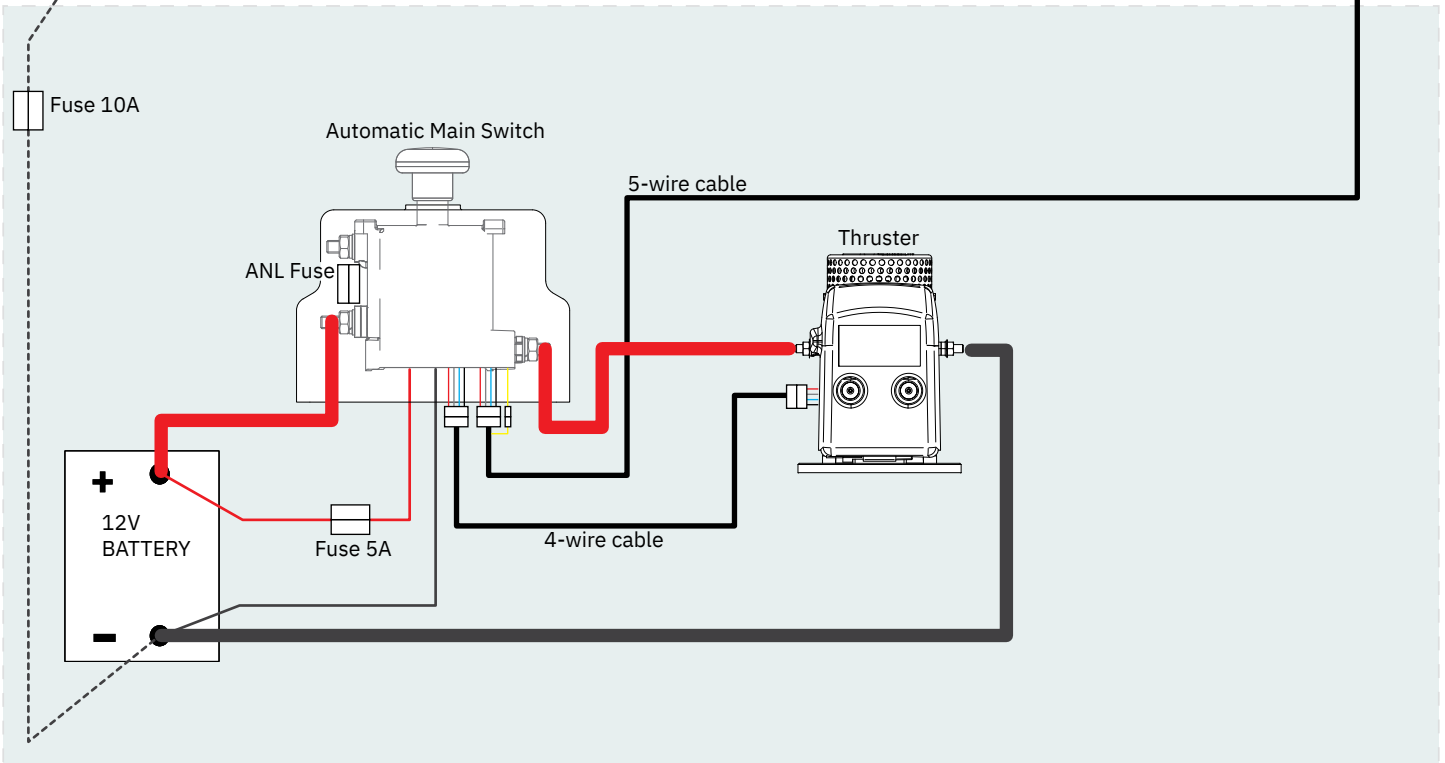 Fuse 10A
Automatic Main Switch
5-wire cable
Thruster
ANL Fuse
+
12V
BATTERY
Fuse 5A
4-wire cable
-